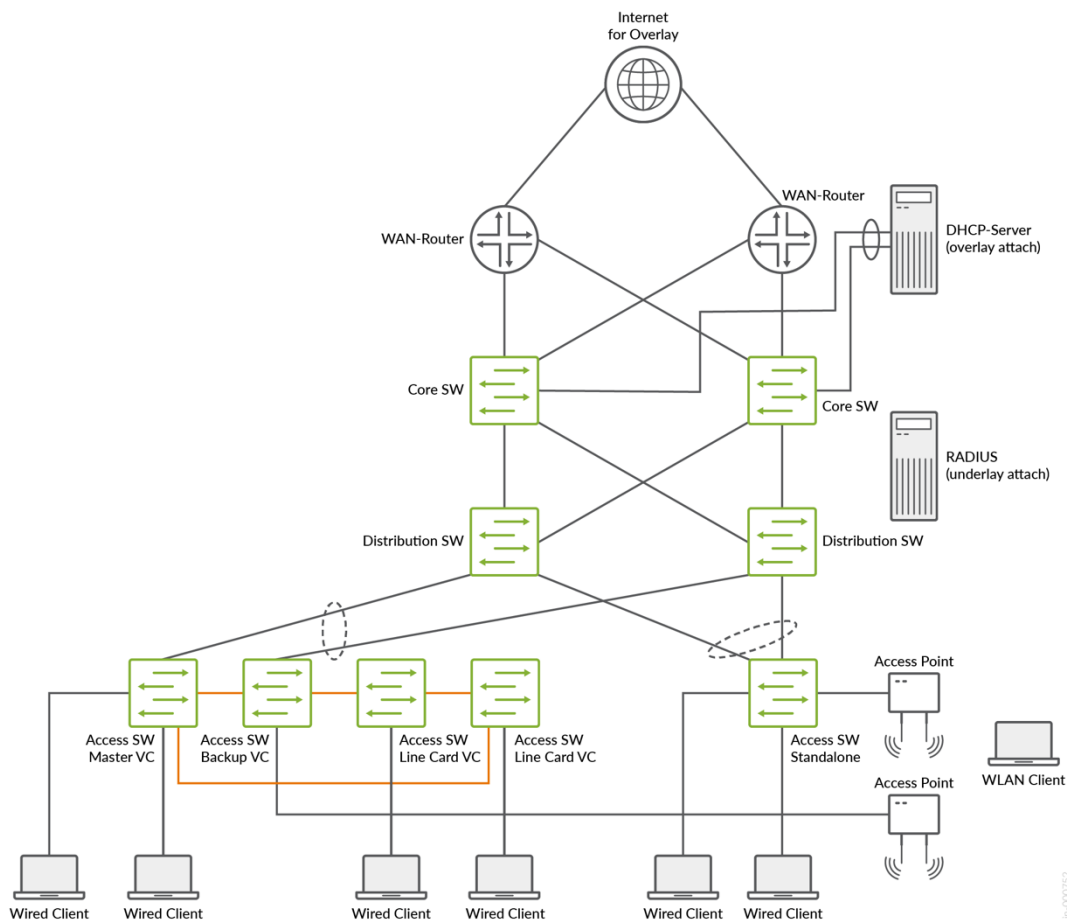 Internet
for Overlay
WAN-Router
WAN-Router
DHCP-Server
(overlay attach)
Core SW
Core SW
RADIUS
(underlay attach)
Distribution SW
Distribution SW
Access Point
Access SW
Master VC
Access SW
Backup VC
Access SW
Line Card VC
Access SW
Line Card VC
Access SW
Standalone
WLAN Client
Access Point
Wired Client
Wired Client
Wired Client
Wired Client
Wired Client
Wired Client